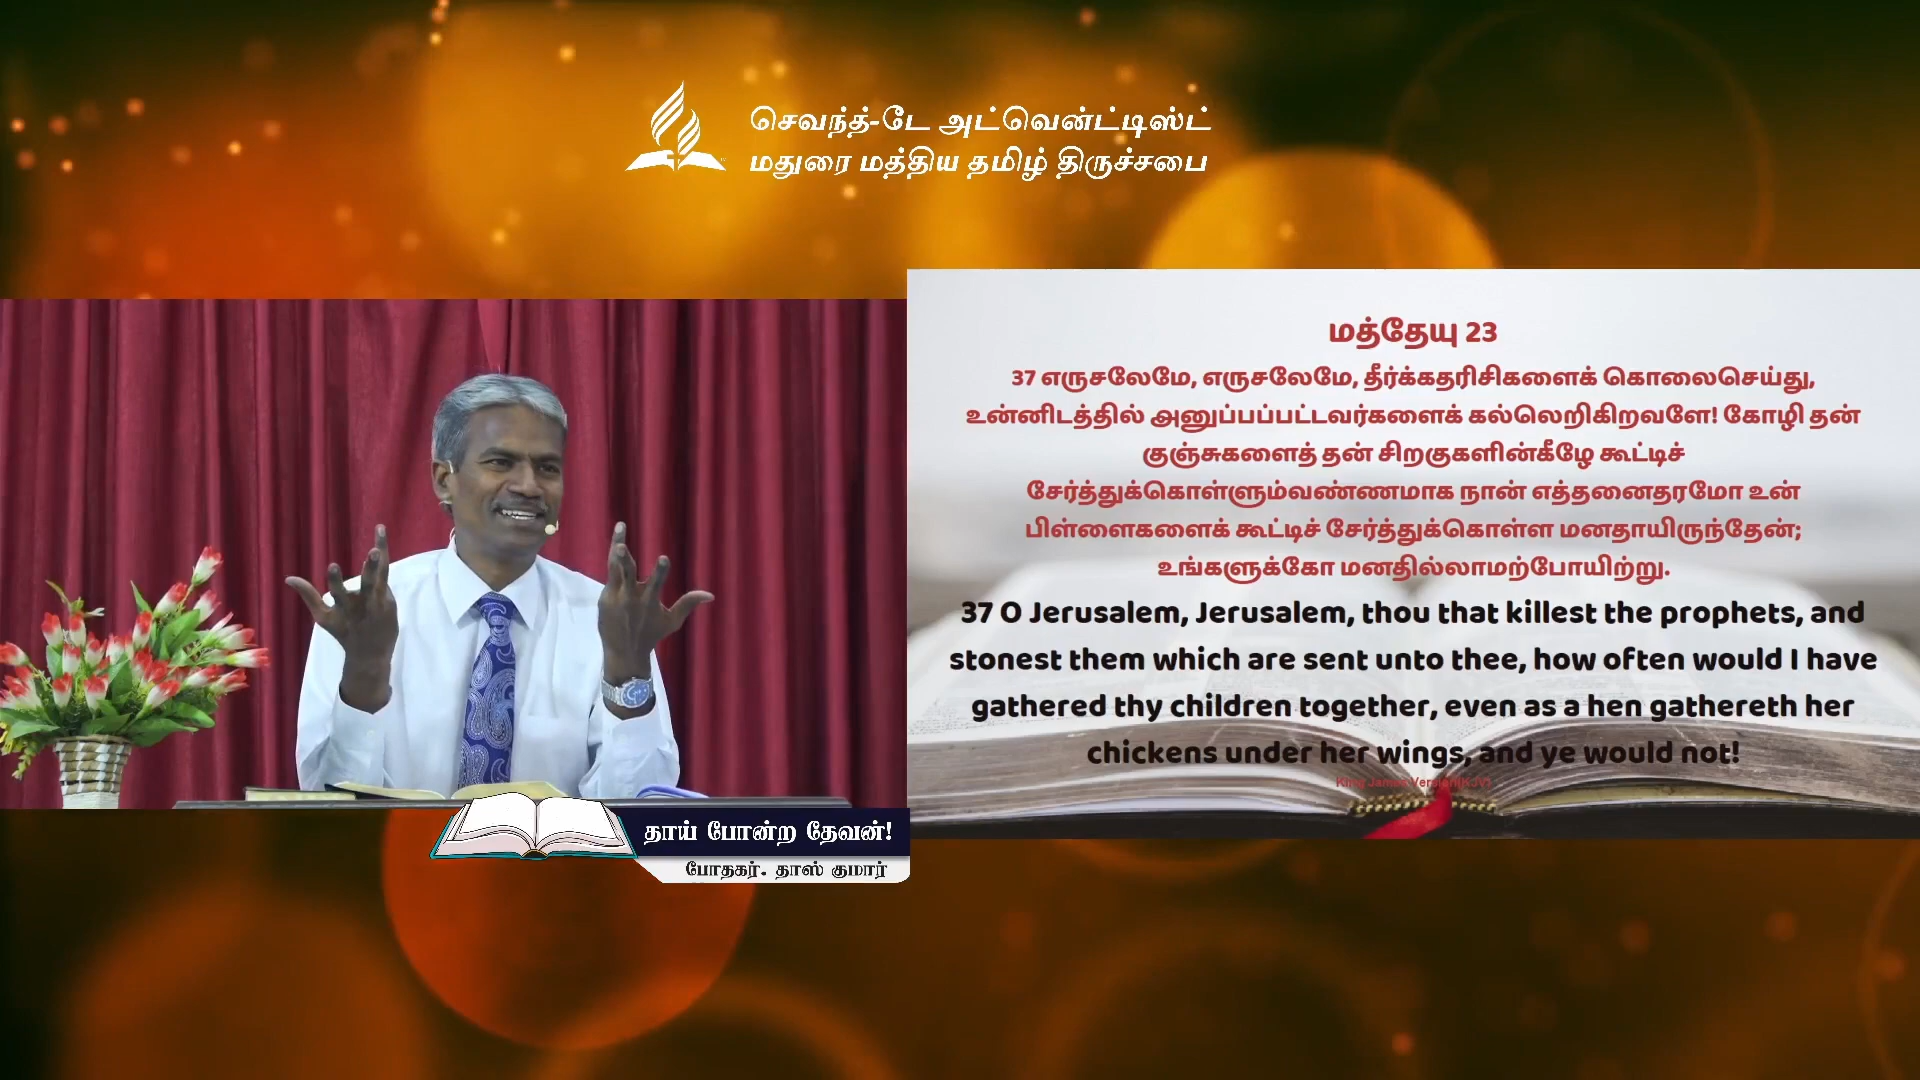 செவந்த்-டே அட்வென்ட்டிஸ்ட்
மதுரை மத்திய தமிழ் திருச்சபை
மத்தேயு 23
37 எருசலேமே, எருசலேமே, தீர்க்கதரிசிகளைக் கொலைசெய்து,
உன்னிடத்தில் அனுப்பப்பட்டவர்களைக் கல்லெறிகிறவளே! கோழி தன்
குஞ்சுகளைத் தன் சிறகுகளின்கீழே கூட்டிச்
சேர்த்துக்கொள்ளும்வண்ணமாக நான் எத்தனைதரமோ உன்
பிள்ளைகளைக் கூட்டிச் சேர்த்துக்கொள்ள மனதாயிருந்தேன்;
உங்களுக்கோ மனதில்லாமற்போயிற்று.
37 O Jerusalem, Jerusalem, thou that killest the prophets, and
stonest them which are sent unto thee, how often would I have
gathered thy children together, even as a hen gathereth her
chickens under her wings, and ye would not!
King James Version(KJV)
தாய் போன்ற தேவன்!
போதகர். தாஸ் குமார்